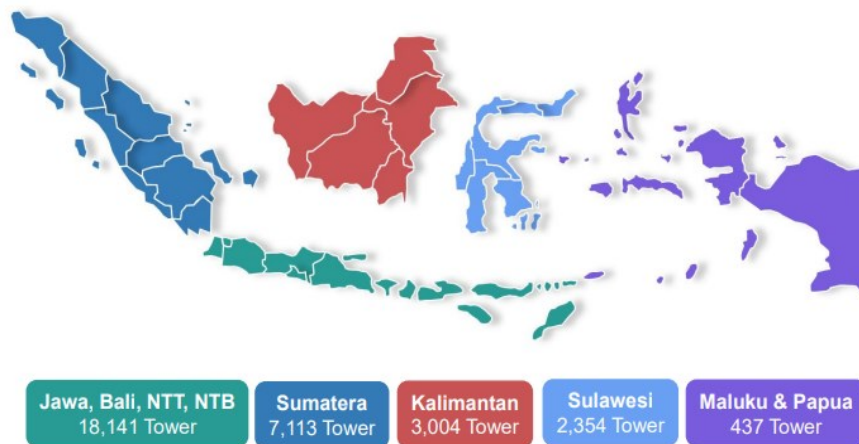 Jawa, Bali, NTT, NTB
18,141 Tower
Sumatera
7,113 Tower
Kalimantan
3,004 Tower
Sulawesi
2,354 Tower
Maluku & Papua
437 Tower